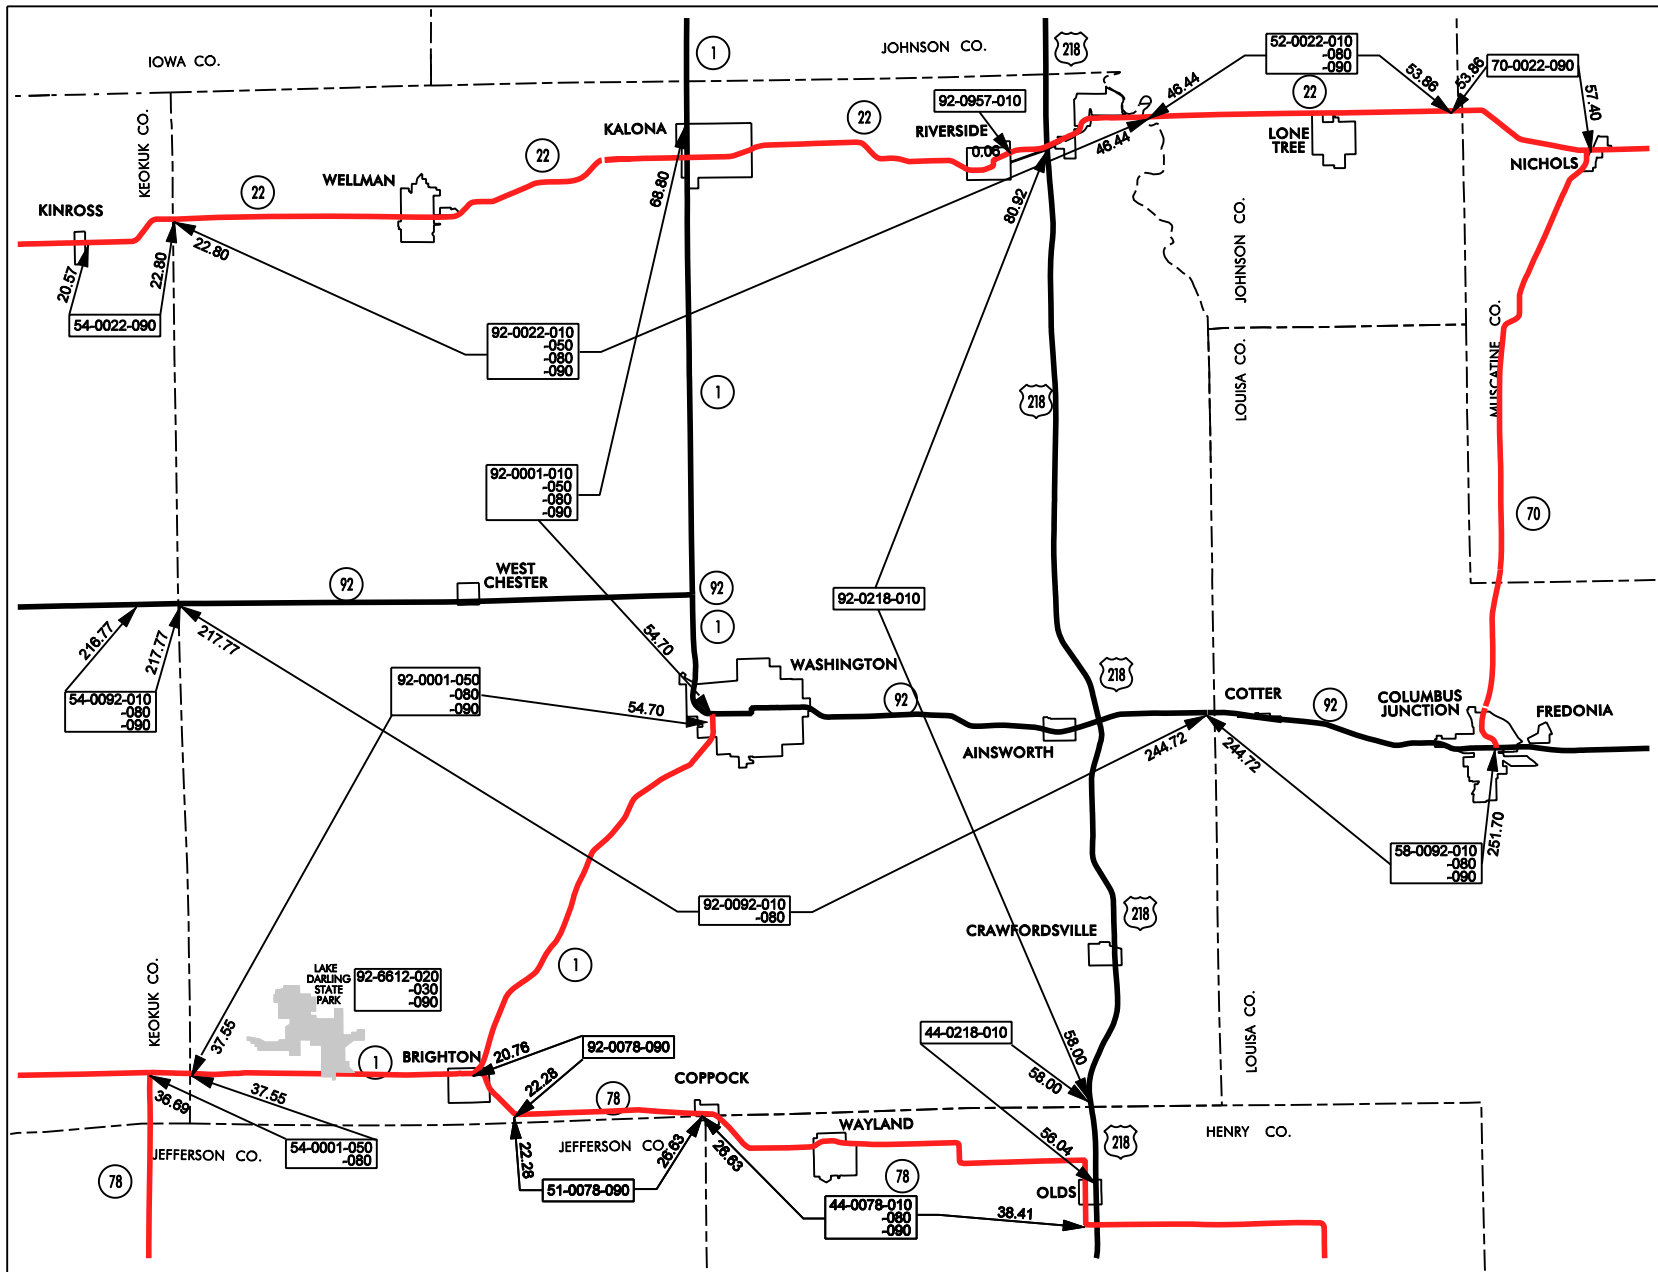 IOWA CO.
JOHNSON CO.
1
218
52-0022-010
-080
-090
70-0022-090
53.86
53.86
57.40
46.44
46.44
22
KEOKUK CO.
KALONA
22
92-0957-010
RIVERSIDE
0.06
LONE
TREE
NICHOLS
22
WELLMAN
22
KINROSS
68.80
80.92
20.57
22.80
22.80
54-0022-090
JOHNSON CO.
LOUISA CO.
MUSCATINE CO.
92-0022-010
-050
-080
-090
1
218
92-0001-010
-050
-080
-090
70
WEST
CHESTER
92
92
1
92-0218-010
216.77
217.77
217.77
54-0092-010
-080
-090
54.70
92-0001-050
-080
-090
54.70
WASHINGTON
92
218
COTTER
92
COLUMBUS
JUNCTION
FREDONIA
AINSWORTH
244.72
244.72
251.70
58-0092-010
-080
-090
92-0092-010
-080
218
CRAWFORDSVILLE
1
KEOKUK CO.
LAKE
DARLING
STATE
PARK
92-6612-020
-030
-090
LOUISA CO.
37.55
1
BRIGHTON
20.76
22.28
92-0078-090
44-0218-010
58.00
58.00
COPPOCK
78
36.69
37.55
54-0001-050
-080
JEFFERSON CO.
78
22.28
JEFFERSON CO.
26.63
26.63
51-0078-090
WAYLAND
78
56.04
218
HENRY CO.
OLDS
44-0078-010
-080
-090
38.41